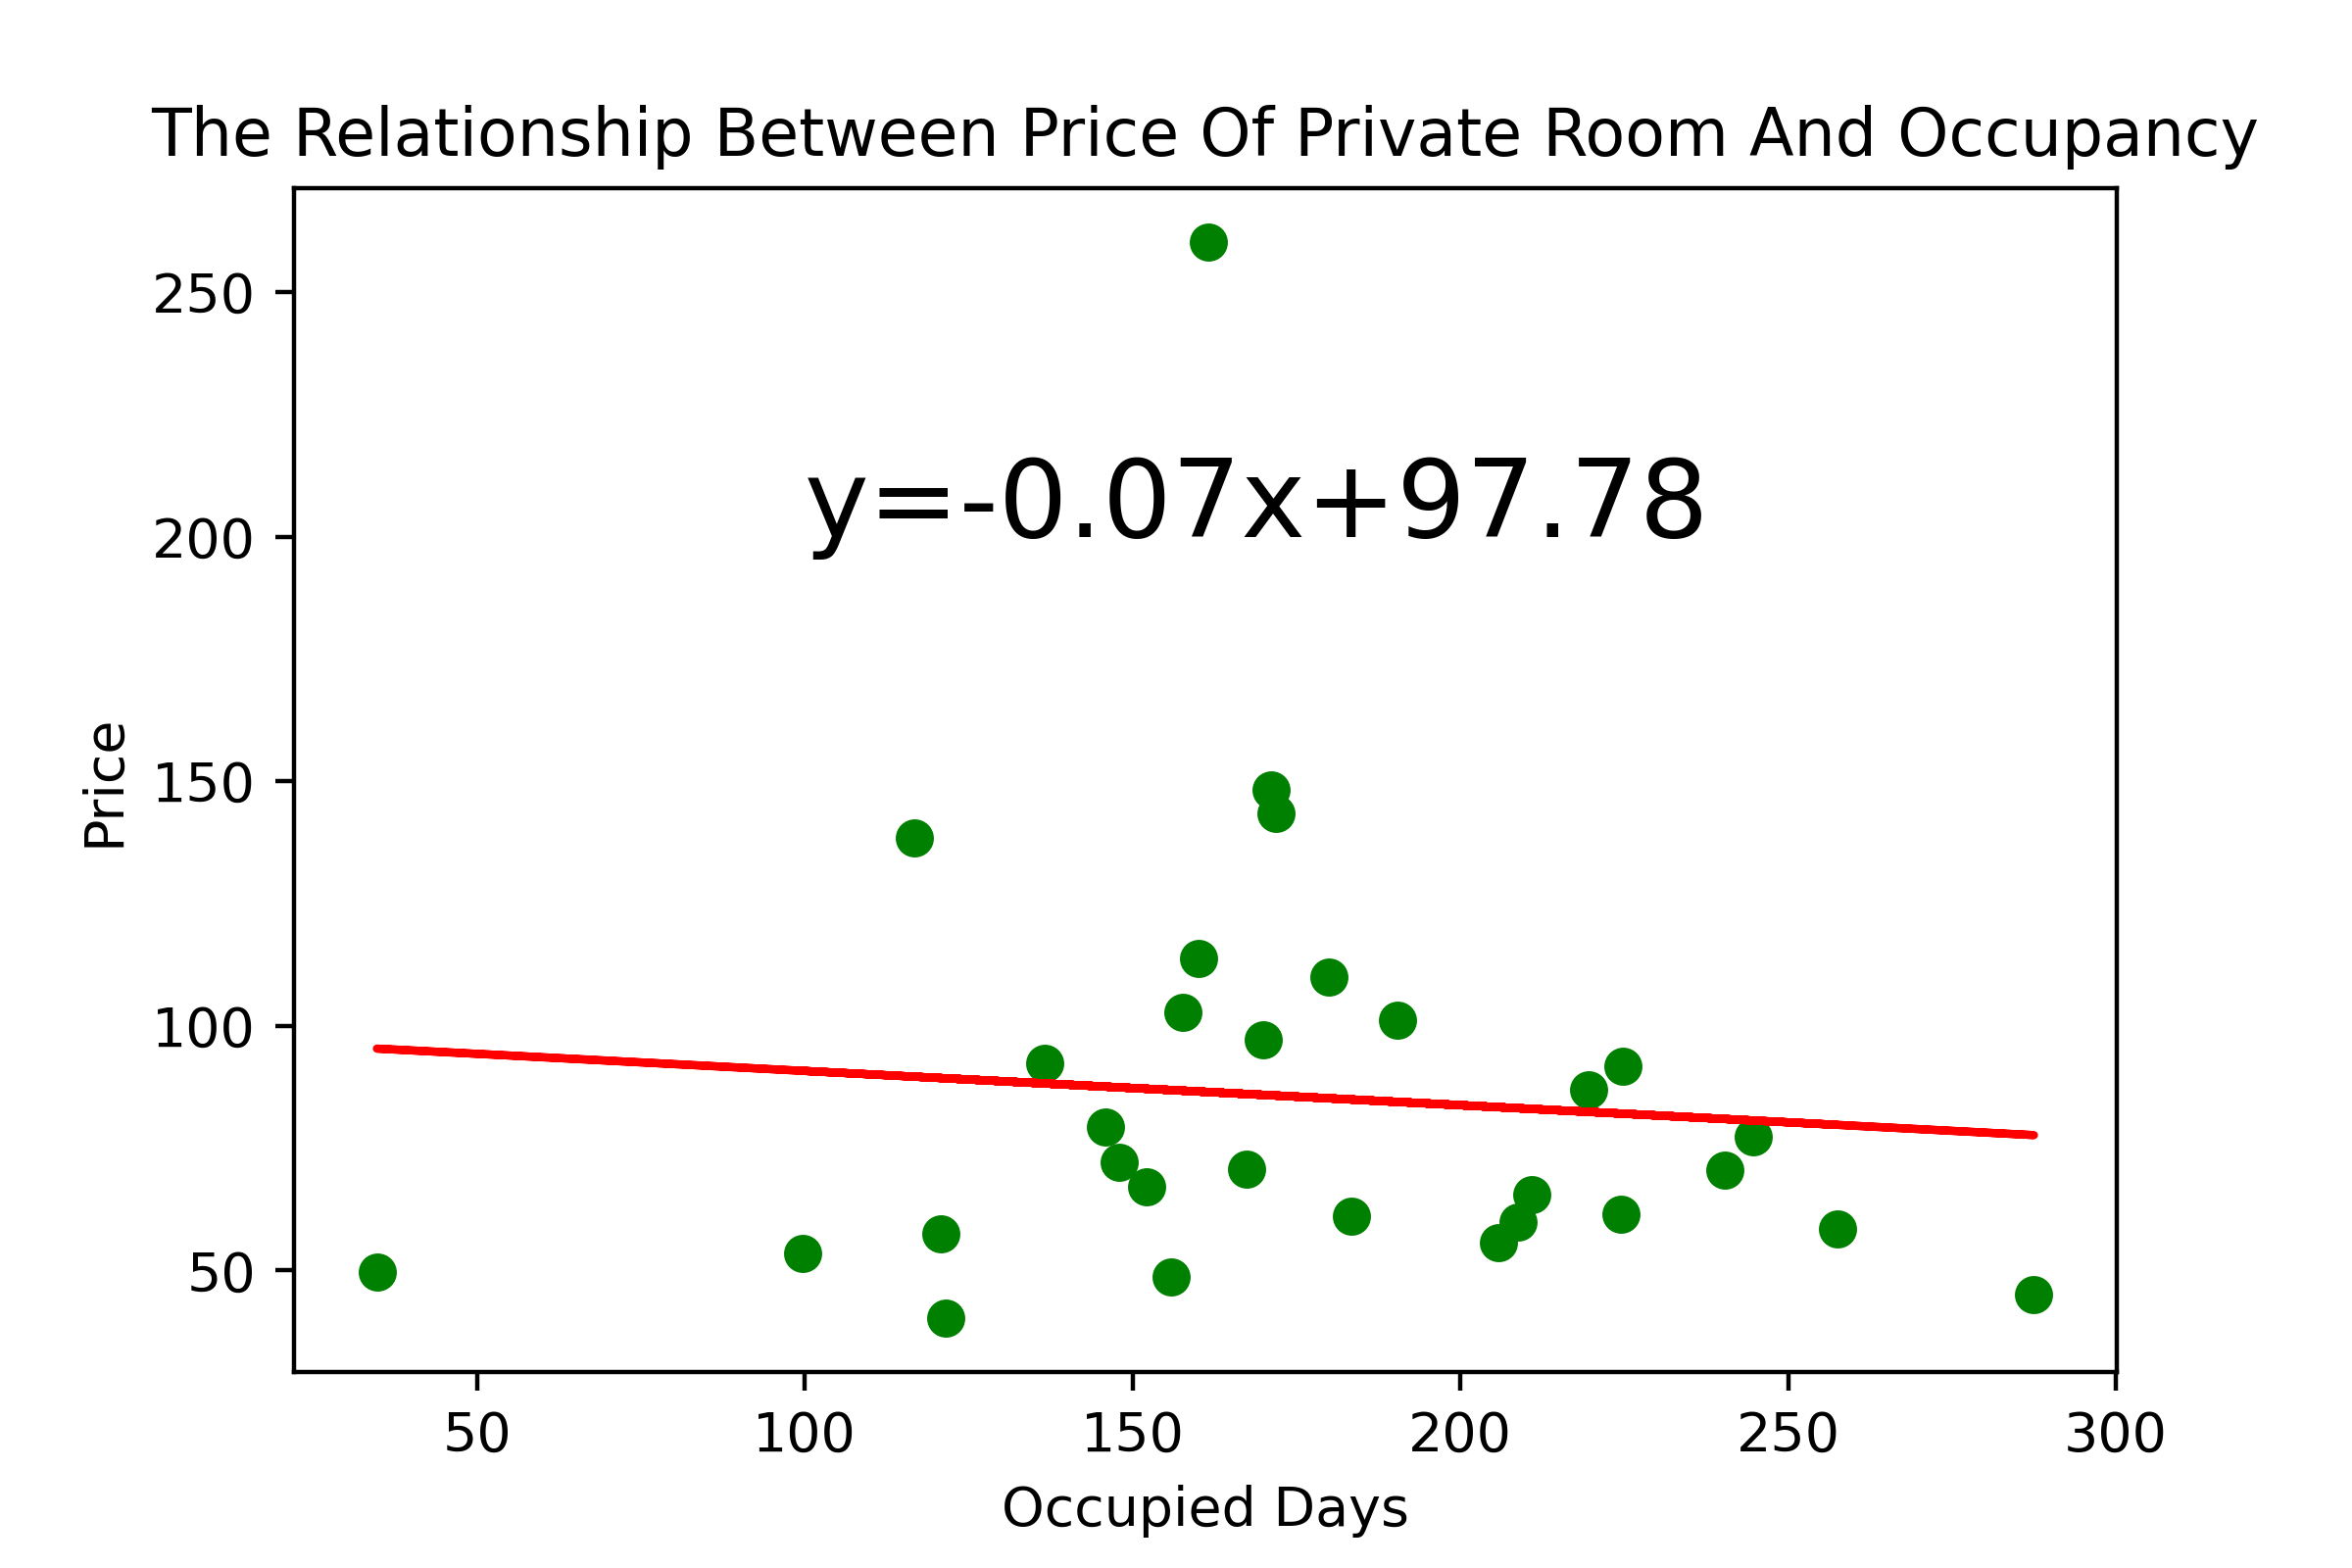 The Relationship Between Price Of Private Room And Occupancy
250
200
150
100
50
Price
y=-0.07x+97.78
50 100 150 200 250 300
Occupied Days